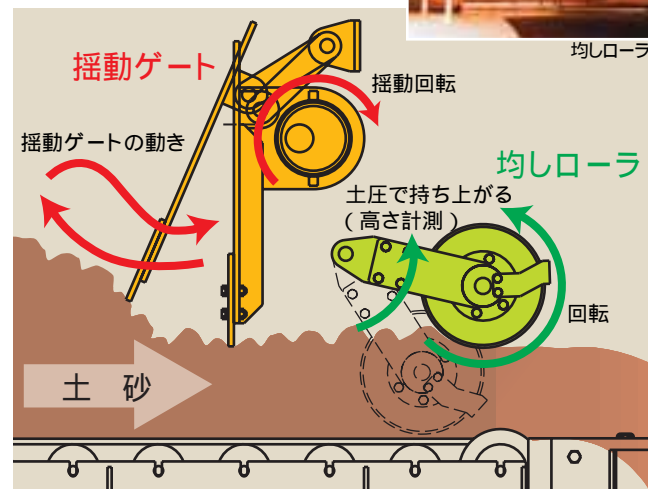 均しローラ
揺動ゲート
揺動回転
揺動ゲートの動き
均しローラ
土圧で持ち上がる
(高さ計測)
回転
土 砂